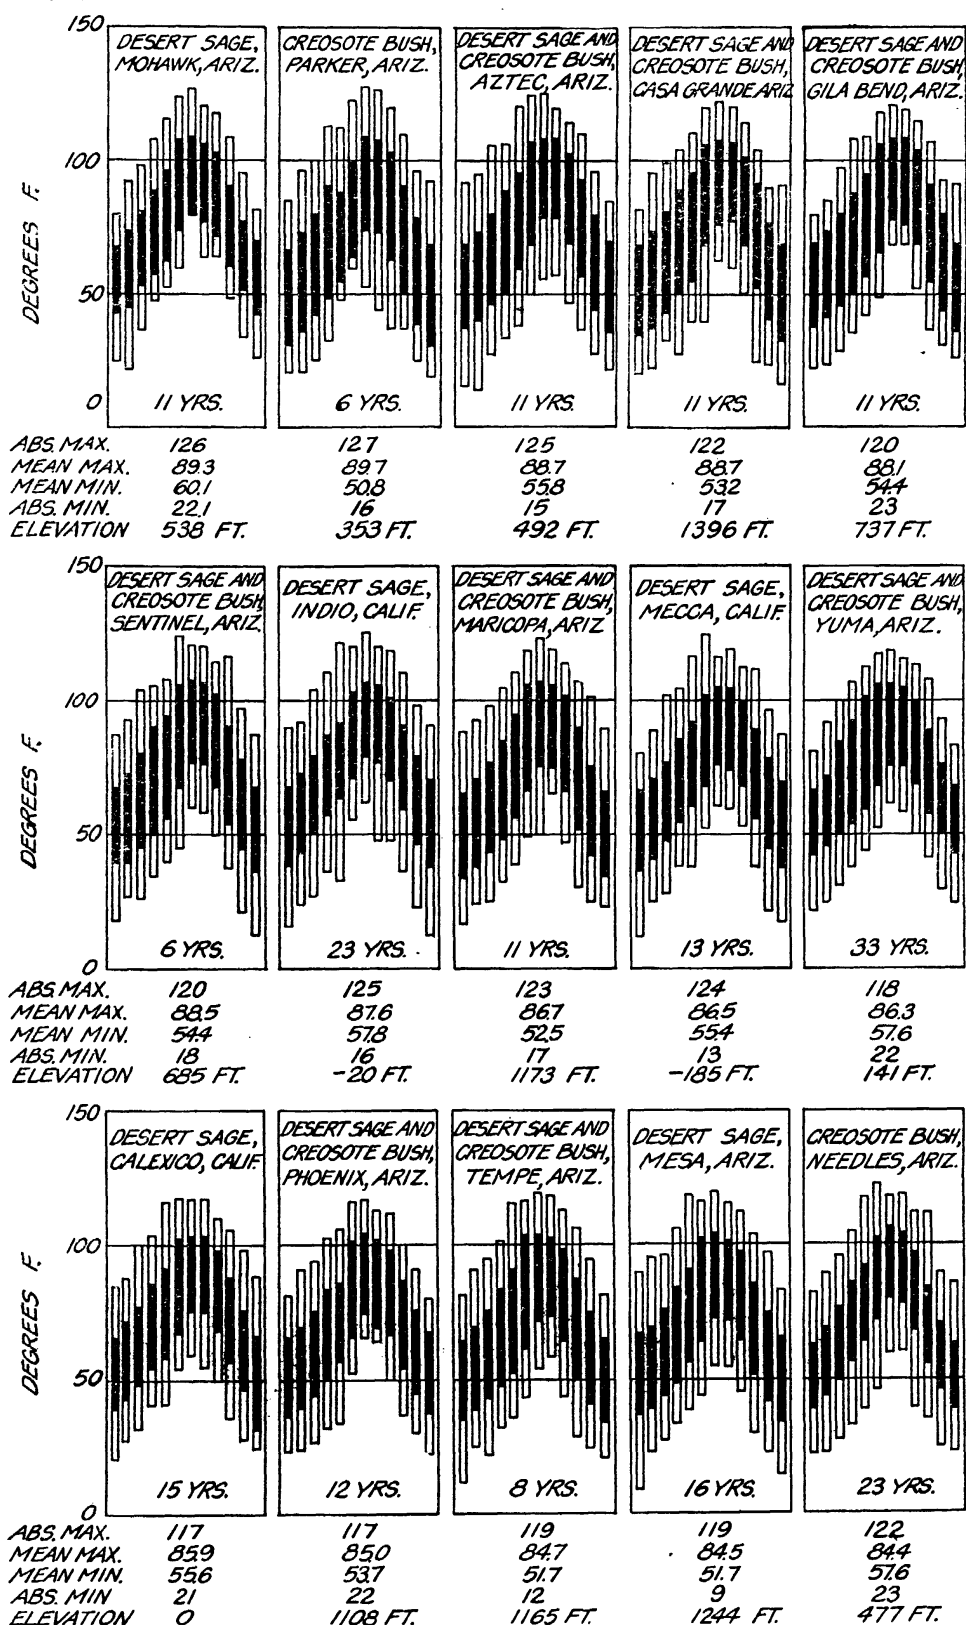 150
DESERT SAGE,
MOHAWK, ARIZ.
CREOSOTE BUSH,
PARKER, ARIZ.
DESERT SAGE AND
CREOSOTE BUSH,
AZTEC, ARIZ.
DESERT SAGE AND
CREOSOTE BUSH,
CASA GRANDE ARIZ
DESERT SAGE AND
CREOSOTE BUSH,
GILA BEND, ARIZ.
100
DEGREES F.
50
0
11 YRS. 6 YRS. 11 YRS. 11 YRS. 11 YRS.
ABS. MAX. 126 127 125 122 120
MEAN MAX. 89.3 89.7 88.7 88.7 88.1
MEAN MIN. 60.1 50.8 55.8 53.2 54.4
ABS. MIN. 22.1 16 15 17 23
ELEVATION 538 FT. 353 FT. 492 FT. 1396 FT. 737 FT.
150
DESERT SAGE AND
CREOSOTE BUSH
SENTINEL, ARIZ.
DESERT SAGE,
INDIO, CALIF.
DESERT SAGE AND
CREOSOTE BUSH,
MARICOPA, ARIZ
DESERT SAGE,
MECCA, CALIF.
DESERT SAGE AND
CREOSOTE BUSH,
YUMA, ARIZ.
100
DEGREES F.
50
0
6 YRS. 23 YRS. 11 YRS. 13 YRS. 33 YRS.
ABS. MAX. 120 125 123 124 118
MEAN MAX. 88.5 87.6 86.7 86.5 86.3
MEAN MIN. 54.4 57.8 52.5 55.4 57.6
ABS. MIN. 18 16 17 13 22
ELEVATION 685 FT. -20 FT. 1173 FT. -185 FT. 141 FT.
150
DESERT SAGE,
CALEXICO, CALIF.
DESERT SAGE AND
CREOSOTE BUSH,
PHOENIX, ARIZ.
DESERT SAGE AND
CREOSOTE BUSH,
TEMPE, ARIZ.
DESERT SAGE,
MESA, ARIZ.
CREOSOTE BUSH,
NEEDLES, ARIZ.
100
DEGREES F.
50
0
15 YRS. 12 YRS. 8 YRS. 16 YRS. 23 YRS.
ABS. MAX. 117 117 119 119 122
MEAN MAX. 85.9 85.0 84.7 84.5 84.4
MEAN MIN. 55.6 53.7 51.7 51.7 57.6
ABS. MIN 21 22 12 9 23
ELEVATION 0 1108 FT. 1165 FT. 1244 FT. 477 FT.